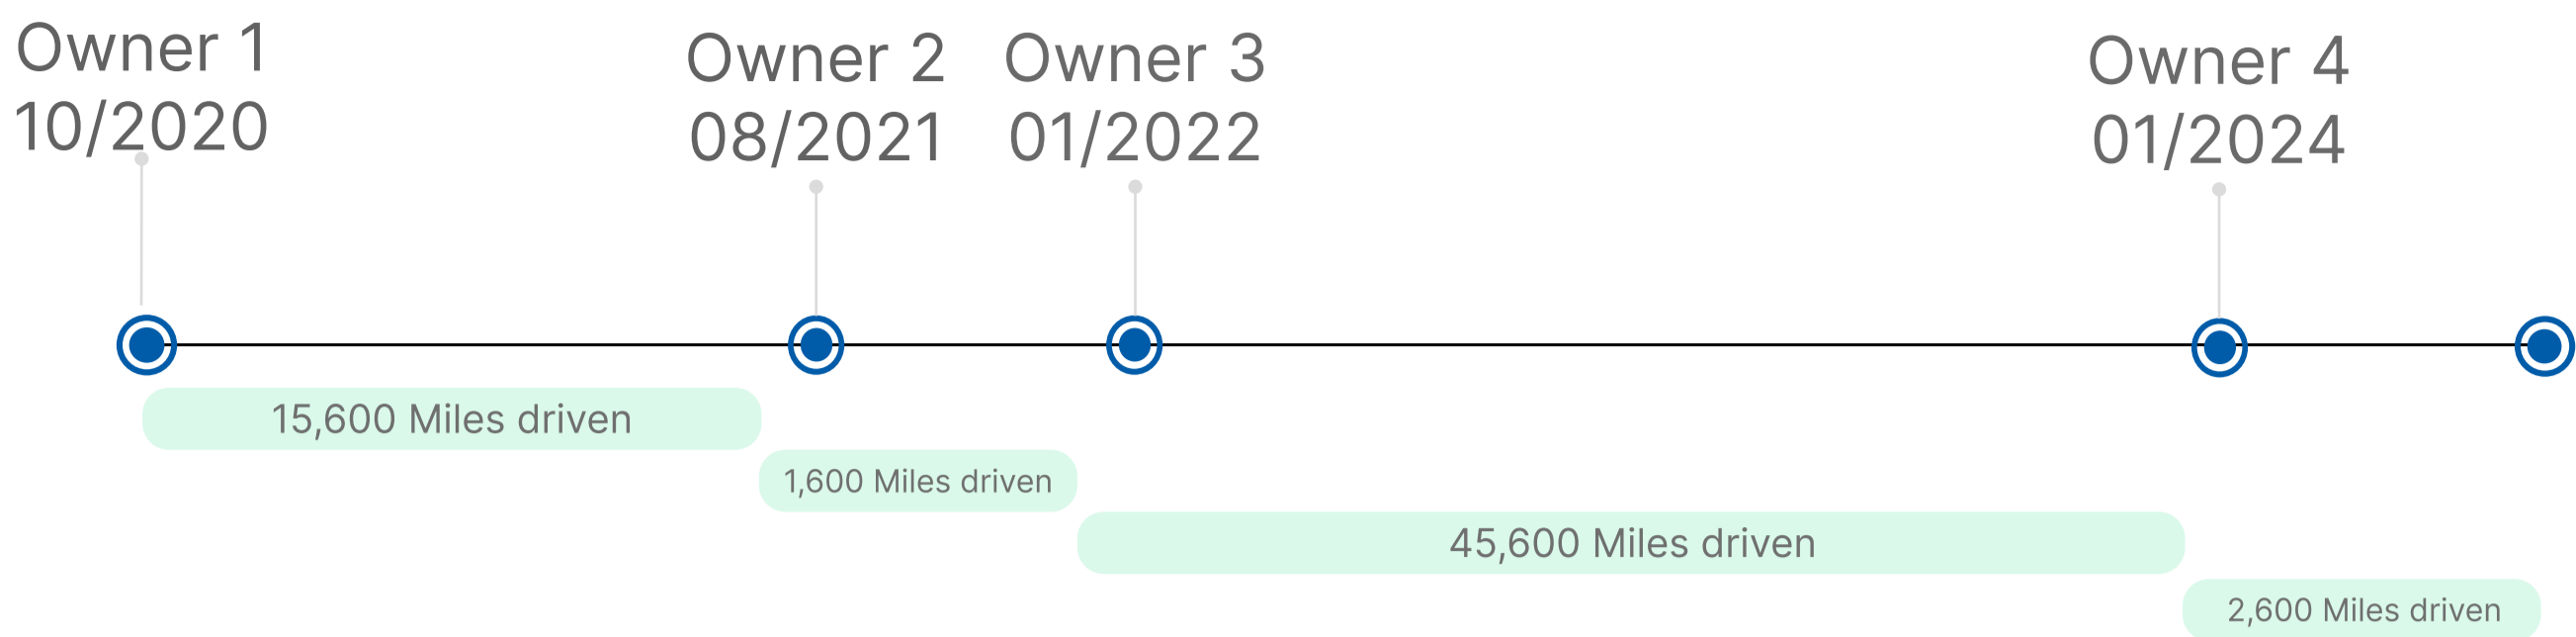 Owner 1
10/2020
Owner 2
08/2021
Owner 3
01/2022
Owner 4
01/2024
15,600 Miles driven
1,600 Miles driven
45,600 Miles driven
2,600 Miles driven